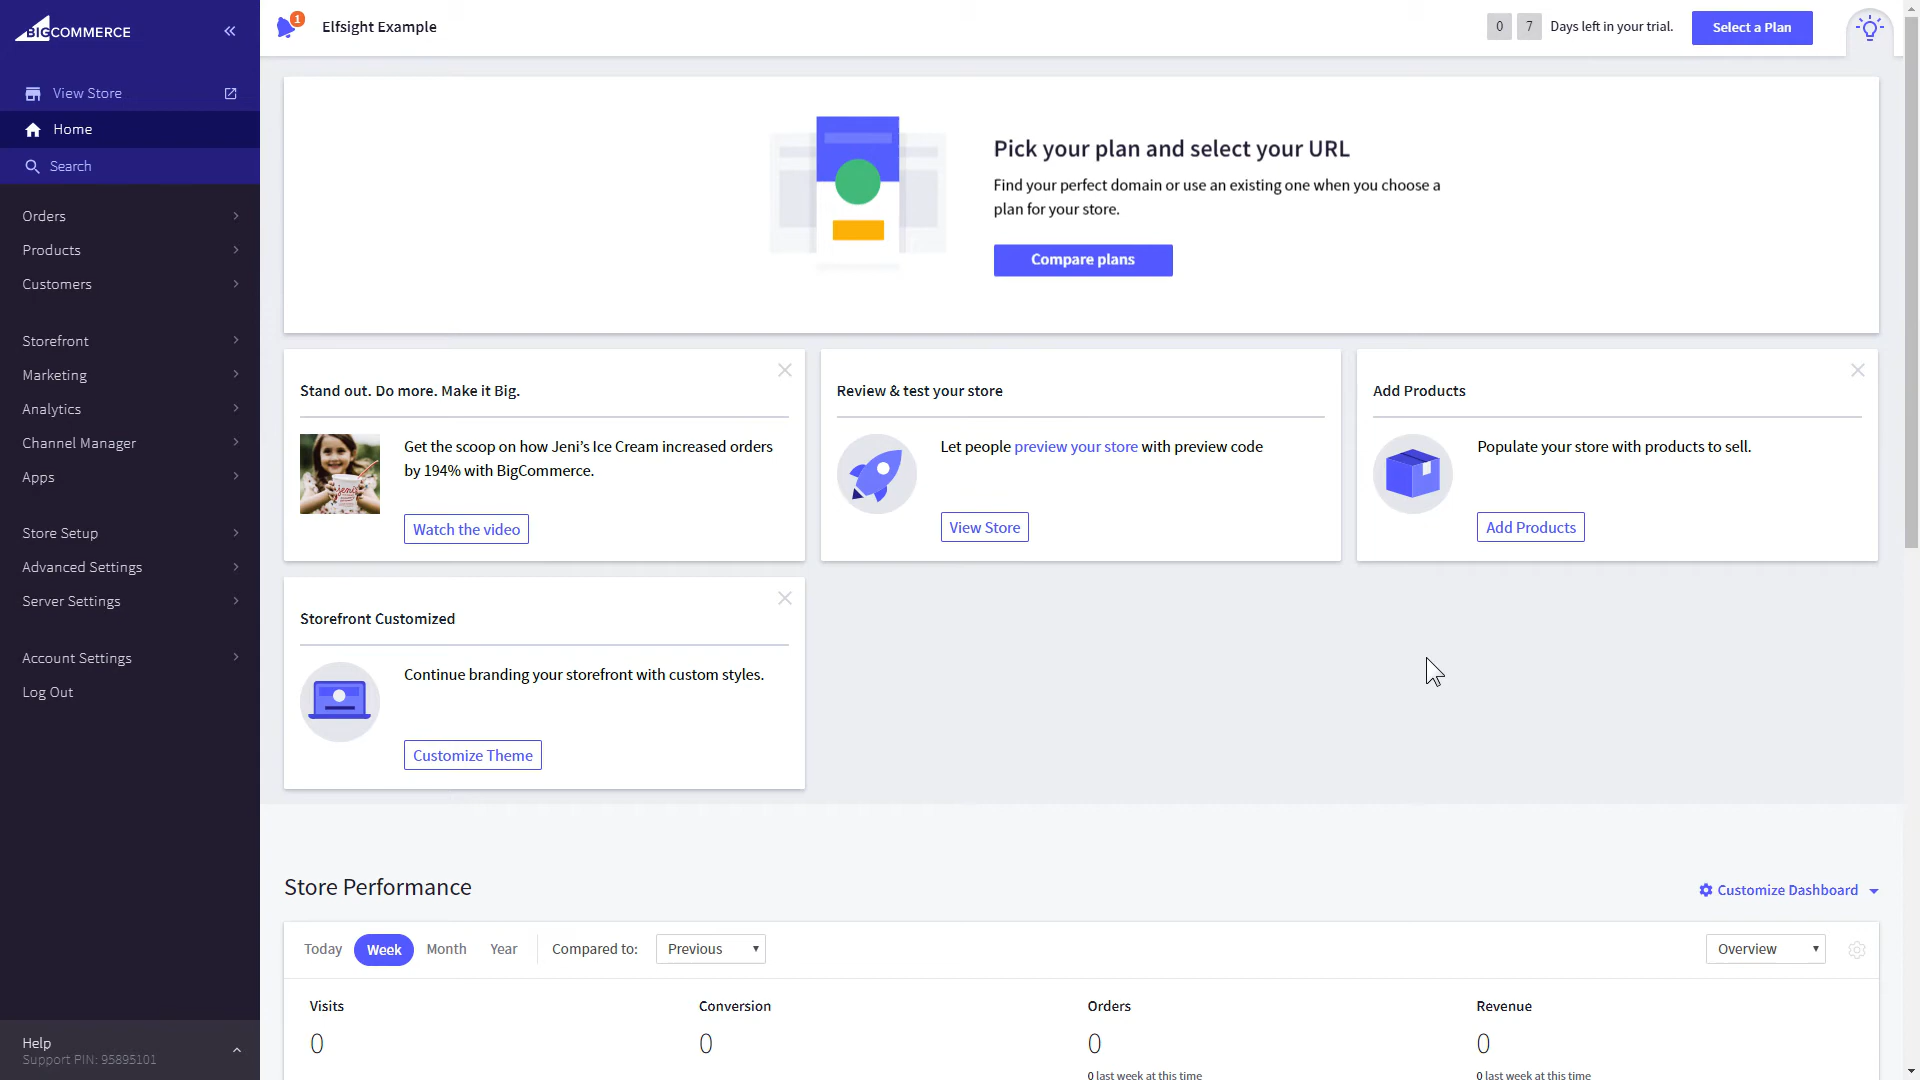 BIGCOMMERCE
View Store
Home
Search
Orders
Products
Customers
Storefront
Marketing
Analytics
Channel Manager
Apps
Store Setup
Advanced Settings
Server Settings
Account Settings
Log Out
Help
Support PIN: 95895101
1
Elfsight Example
0 7 Days left in your trial.
Select a Plan
Pick your plan and select your URL
Find your perfect domain or use an existing one when you choose a
plan for your store.
Compare plans
Stand out. Do more. Make it Big.
Get the scoop on how Jeni’s Ice Cream increased orders
by 194% with BigCommerce.
Watch the video
Review & test your store
Let people preview your store with preview code
View Store
Add Products
Populate your store with products to sell.
Add Products
Storefront Customized
Continue branding your storefront with custom styles.
Customize Theme
Store Performance
Customize Dashboard
Today Week Month Year Compared to: Previous
Overview
Visits
0
Conversion
0
Orders
0
0 last week at this time
Revenue
0
0 last week at this time